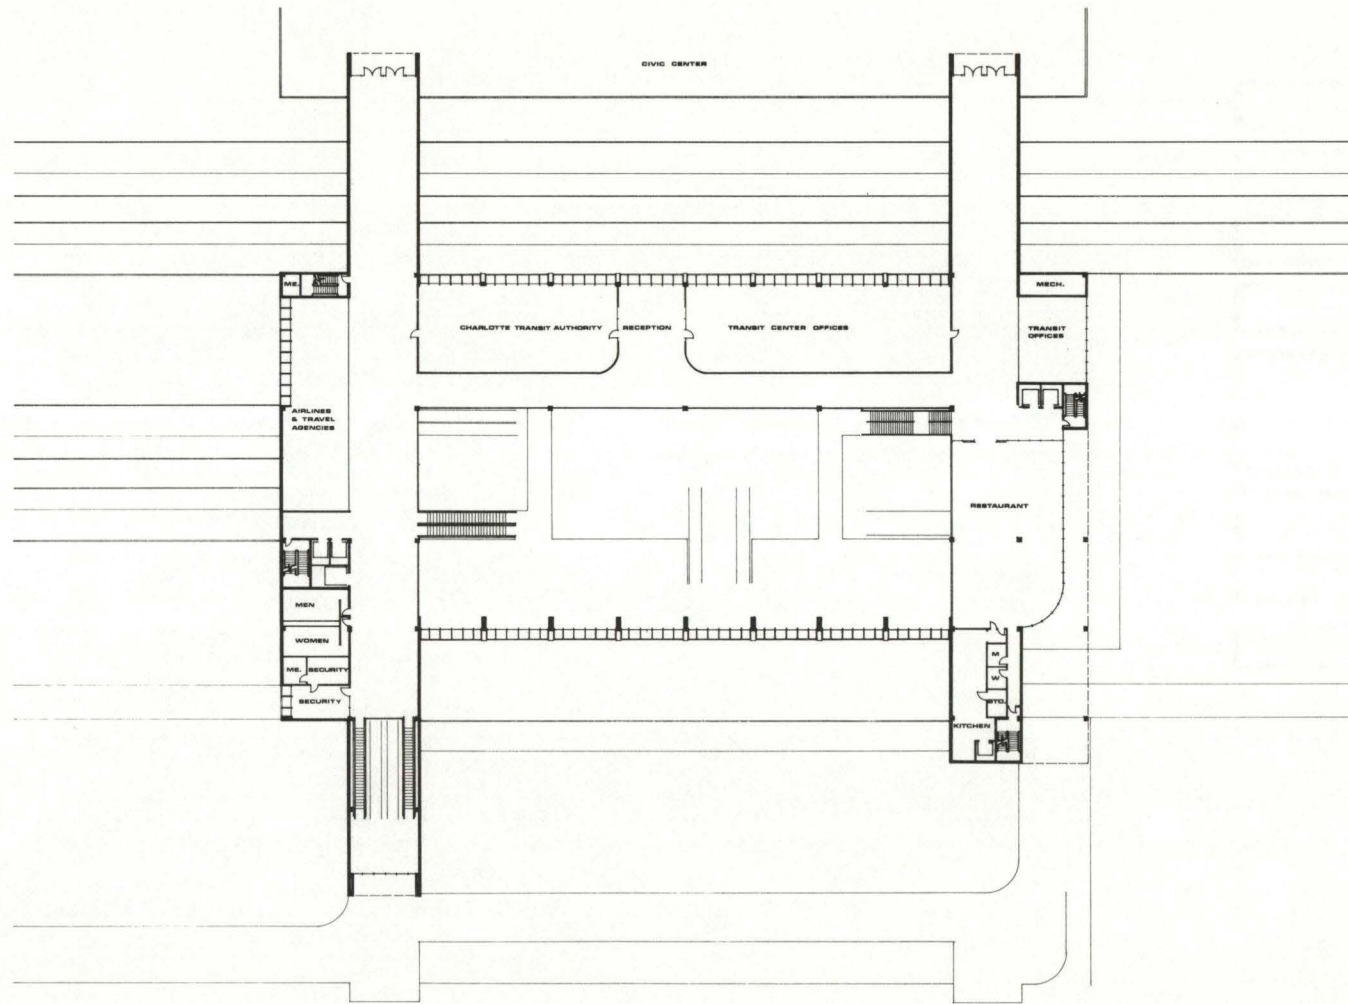 CIVIC CENTER
ME.
MECH.
CHARLOTTE TRANSIT AUTHORITY
RECEPTION
TRANSIT CENTER OFFICES
TRANSIT
OFFICES
AIRLINES
& TRAVEL
AGENCIES
RESTAURANT
MEN
WOMEN
M
ME.
SECURITY
W
SECURITY
STO.
KITCHEN